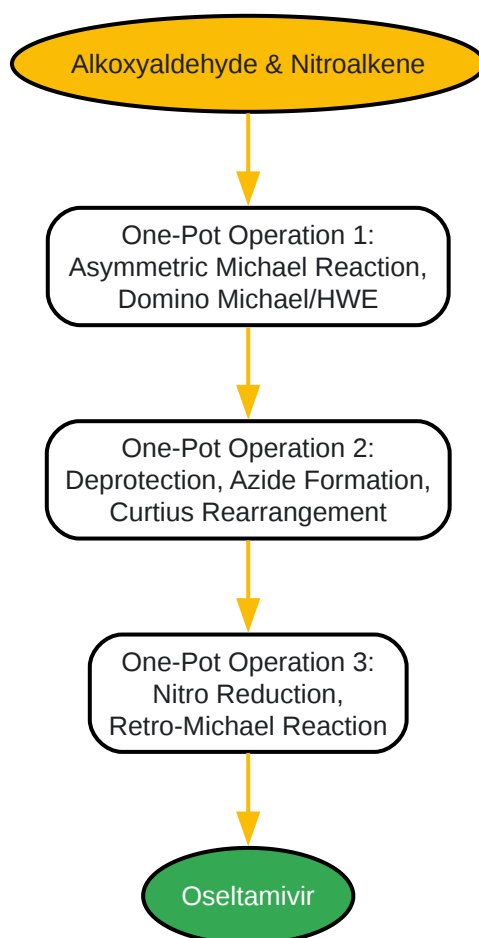 Alkoxyaldehyde & Nitroalkene
One-Pot Operation 1:
Asymmetric Michael Reaction,
Domino Michael/HWE
One-Pot Operation 2:
Deprotection, Azide Formation,
Curtius Rearrangement
One-Pot Operation 3:
Nitro Reduction,
Retro-Michael Reaction
Oseltamivir